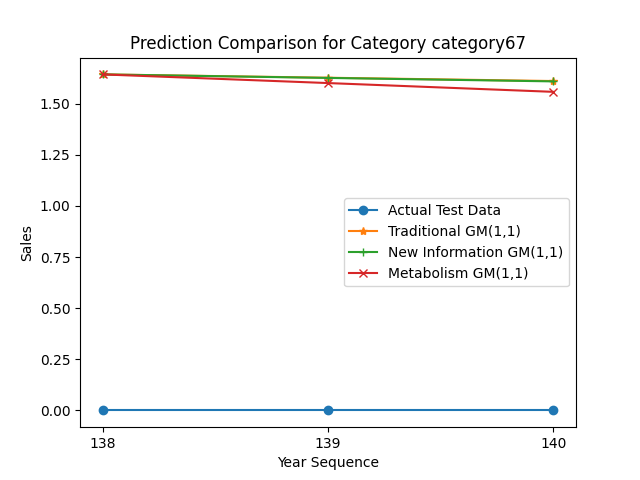 Prediction Comparison for Category category67
Sales
1.50
1.25
1.00
0.75
0.50
0.25
0.00
Actual Test Data
Traditional GM(1,1)
New Information GM(1,1)
Metabolism GM(1,1)
138
139
140
Year Sequence